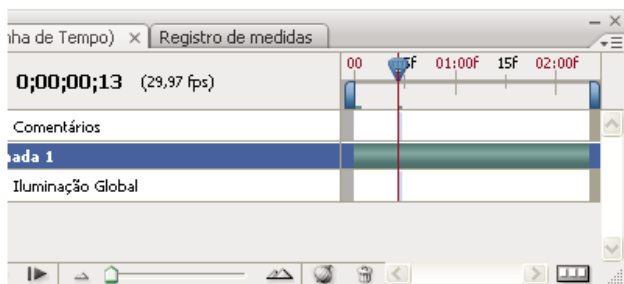 nha de Tempo) × Registro de medidas
00 05f 01:00f 15f 02:00f
0;00;00;13 (29,97 fps)
Comentários
nada 1
Iluminação Global